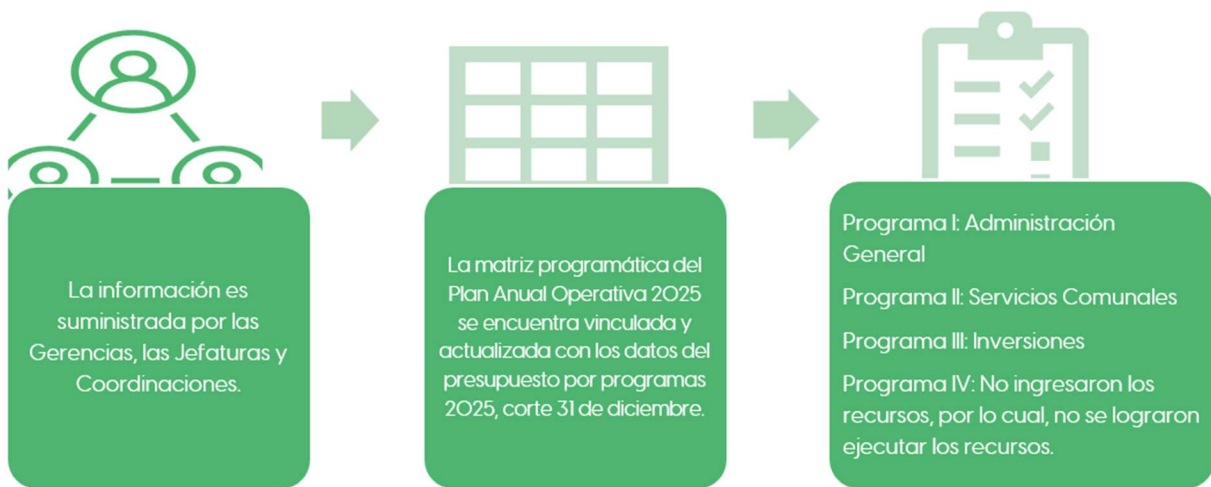 La información es
suministrada por las
Gerencias, las Jefaturas y
Coordinaciones.
La matriz programática del
Plan Anual Operativa 2025
se encuentra vinculada y
actualizada con los datos del
presupuesto por programas
2025, corte 31 de diciembre.
Programa I: Administración
General
Programa II: Servicios Comunales
Programa III: Inversiones
Programa IV: No ingresaron los
recursos, por lo cual, no se lograron
ejecutar los recursos.